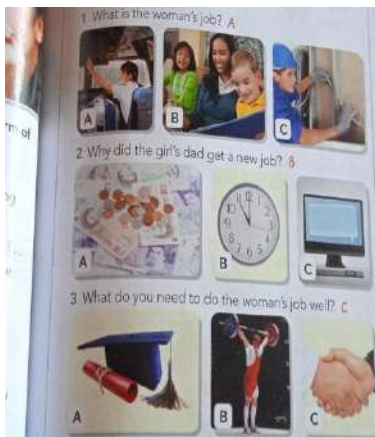 1 What is the woman's job? A
A
B
C
2 Why did the girl's dad get a new job? B
A
B
C
3 What do you need to do the woman's job well? C
A
B
C